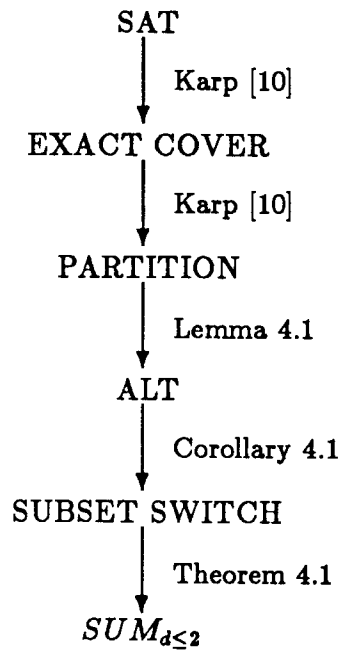 SAT
Karp [10]
EXACT COVER
Karp [10]
PARTITION
Lemma 4.1
ALT
Corollary 4.1
SUBSET SWITCH
Theorem 4.1
SUM_{d≤2}